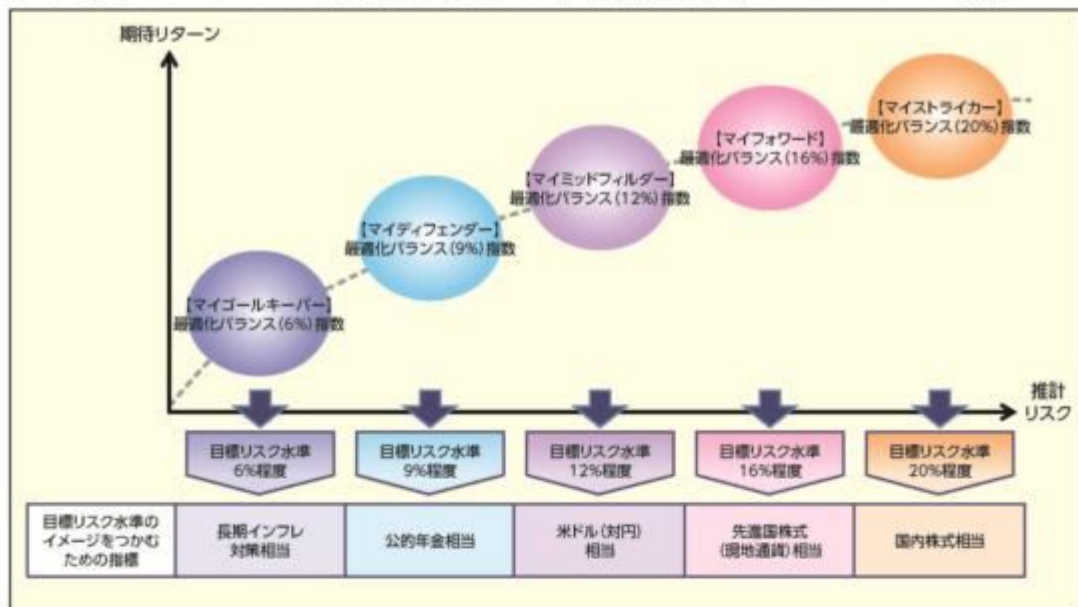 期待リターン
【マイストライカー】
最適化バランス(20%)指数
【マイフォワード】
最適化バランス(16%)指数
【マイミッドフィルダー】
最適化バランス(12%)指数
【マイディフェンダー】
最適化バランス(9%)指数
【マイゴールキーパー】
最適化バランス(6%)指数
推計
リスク
目標リスク水準
6%程度
目標リスク水準
9%程度
目標リスク水準
12%程度
目標リスク水準
16%程度
目標リスク水準
20%程度
目標リスク水準の
イメージをつかむ
ための指標
長期インフレ
対策相当
公的年金相当
米ドル(対円)
相当
先進国株式
(現地通貨)相当
国内株式相当